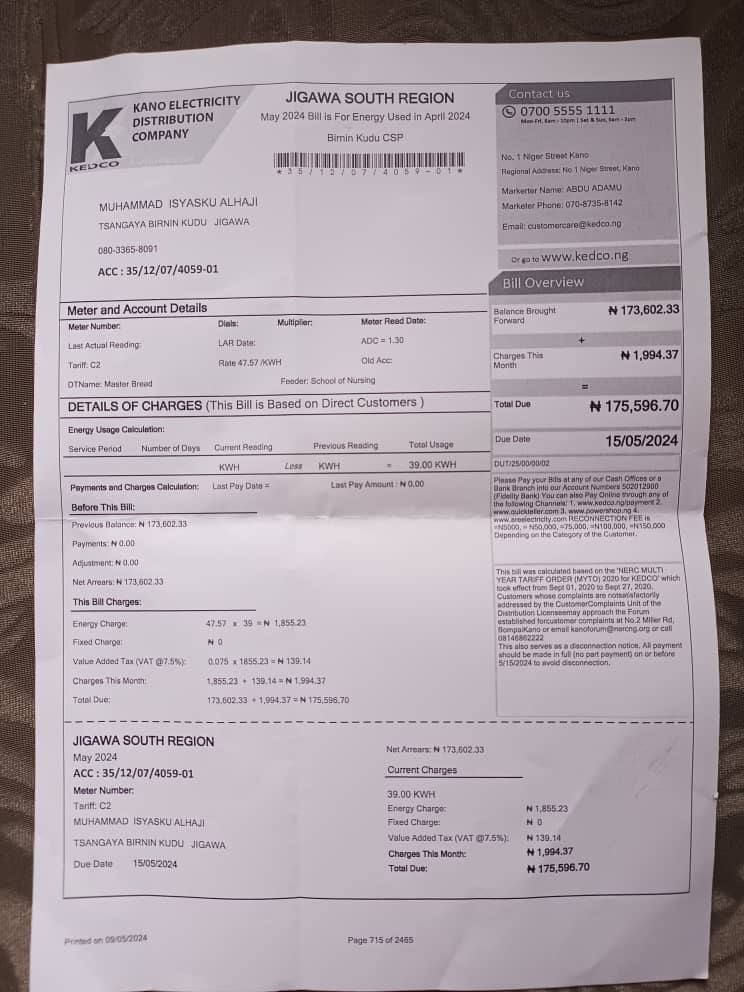 KANO ELECTRICITY
DISTRIBUTION
COMPANY
K
KEDCO
JIGAWA SOUTH REGION
May 2024 Bill is For Energy Used in April 2024
Birnin Kudu CSP
*35/12/07/4059-01*
MUHAMMAD ISYASKU ALHAJI
TSANGAYA BIRNIN KUDU JIGAWA
080-3365-8091
ACC : 35/12/07/4059-01
Contact us
0700 5555 1111
Mon-Fri, 8am - 10pm | Sat & Sun, 9am - 3pm
No. 1 Niger Street Kano
Regional Address: No 1 Niger Street, Kano
Markerter Name: ABDU ADAMU
Marketer Phone: 070-8735-8142
Email: customercare@kedco.ng
Or go to www.kedco.ng
Meter and Account Details
Meter Number: Dials: Multiplier: Meter Read Date:
Last Actual Reading: LAR Date: ADC = 1.30
Tariff: C2 Rate 47.57 /KWH Old Acc:
DTName: Master Bread Feeder: School of Nursing
DETAILS OF CHARGES (This Bill is Based on Direct Customers )
Energy Usage Calculation:
Service Period Number of Days Current Reading Previous Reading Total Usage
KWH Less KWH = 39.00 KWH
Payments and Charges Calculation: Last Pay Date = Last Pay Amount : ₦ 0.00
Before This Bill:
Previous Balance: ₦ 173,602.33
Payments: ₦ 0.00
Adjustment: ₦ 0.00
Net Arrears: ₦ 173,602.33
This Bill Charges:
Energy Charge: 47.57 x 39 = ₦ 1,855.23
Fixed Charge: ₦ 0
Value Added Tax (VAT @7.5%): 0.075 x 1855.23 = ₦ 139.14
Charges This Month: 1,855.23 + 139.14 = ₦ 1,994.37
Total Due: 173,602.33 + 1,994.37 = ₦ 175,596.70
Bill Overview
Balance Brought
Forward ₦ 173,602.33
+
Charges This
Month ₦ 1,994.37
=
Total Due ₦ 175,596.70
Due Date 15/05/2024
DUT/25/00/00/02
Please Pay your Bills at any of our Cash Offices or a
Bank Branch into our Account Numbers 502012980
(Fidelity Bank) You can also Pay Online through any of
the following Channels: 1. www.kedco.ng/payment 2.
www.quickteller.com 3. www.powershop.ng 4.
www.areelectricity.com RECONNECTION FEE is
=N5000, = N50,000, =75,000, =N100,000, =N150,000
Depending on the Category of the Customer.
This bill was calculated based on the 'NERC MULTI
YEAR TARIFF ORDER (MYTO) 2020 for KEDCO' which
took effect from Sept 01, 2020 to Sept 27, 2020.
Customers whose complaints are notsatisfactorily
addressed by the CustomerComplaints Unit of the
Distribution Licenseemay approach the Forum
established forcustomer complaints at No.2 Miller Rd,
BompaiKano or email kanoforum@nercng.org or call
08146862222
This also serves as a disconnection notice. All payment
should be made in full (no part payment) on or before
5/15/2024 to avoid disconnection.
JIGAWA SOUTH REGION
May 2024
ACC : 35/12/07/4059-01
Meter Number:
Tariff: C2
MUHAMMAD ISYASKU ALHAJI
TSANGAYA BIRNIN KUDU JIGAWA
Due Date 15/05/2024
Net Arrears: ₦ 173,602.33
Current Charges
39.00 KWH
Energy Charge: ₦ 1,855.23
Fixed Charge: ₦ 0
Value Added Tax (VAT @7.5%): ₦ 139.14
Charges This Month: ₦ 1,994.37
Total Due: ₦ 175,596.70
Printed on 09/05/2024
Page 715 of 2465